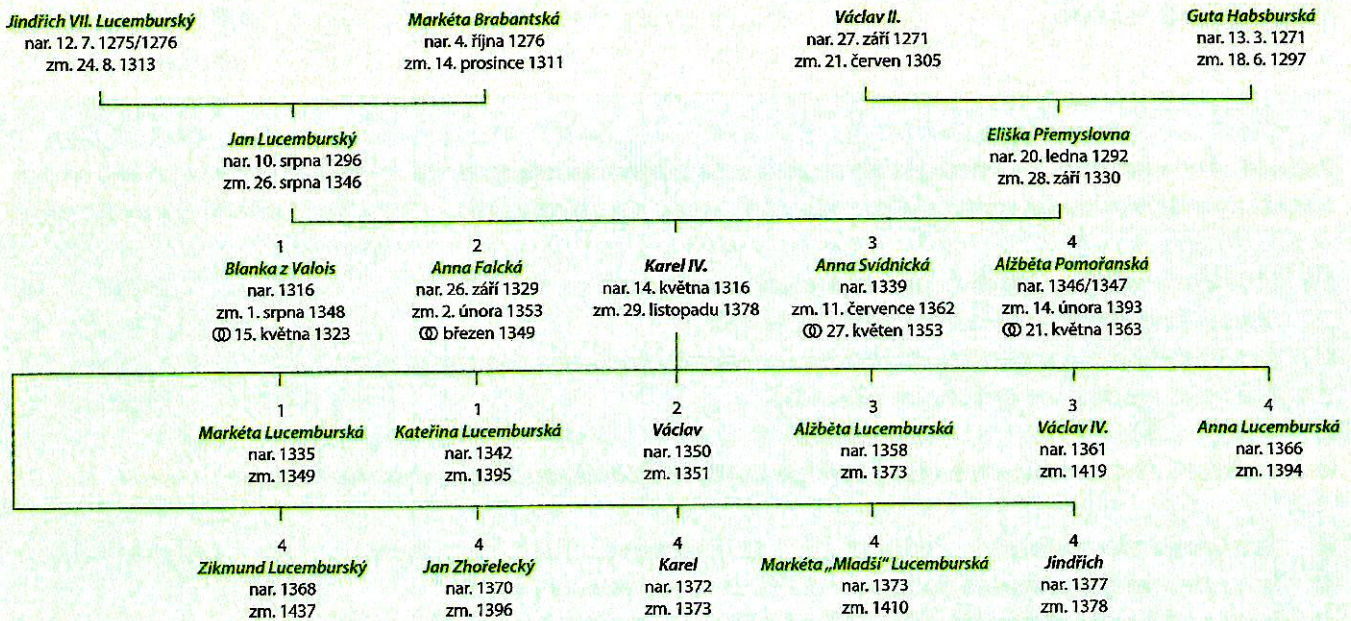 Jindřich VII. Lucemburský
nar. 12. 7. 1275/1276
zm. 24. 8. 1313
Markéta Brabantská
nar. 4. října 1276
zm. 14. prosince 1311
Václav II.
nar. 27. září 1271
zm. 21. červen 1305
Guta Habsburská
nar. 13. 3. 1271
zm. 18. 6. 1297
Jan Lucemburský
nar. 10. srpna 1296
zm. 26. srpna 1346
Eliška Přemyslovna
nar. 20. ledna 1292
zm. 28. září 1330
1
Blanka z Valois
nar. 1316
zm. 1. srpna 1348
⚭ 15. května 1323
2
Anna Falcká
nar. 26. září 1329
zm. 2. února 1353
⚭ březen 1349
Karel IV.
nar. 14. května 1316
zm. 29. listopadu 1378
3
Anna Svídnická
nar. 1339
zm. 11. července 1362
⚭ 27. květen 1353
4
Alžběta Pomořanská
nar. 1346/1347
zm. 14. února 1393
⚭ 21. května 1363
1
Markéta Lucemburská
nar. 1335
zm. 1349
1
Kateřina Lucemburská
nar. 1342
zm. 1395
2
Václav
nar. 1350
zm. 1351
3
Alžběta Lucemburská
nar. 1358
zm. 1373
3
Václav IV.
nar. 1361
zm. 1419
4
Anna Lucemburská
nar. 1366
zm. 1394
4
Zikmund Lucemburský
nar. 1368
zm. 1437
4
Jan Zhořelecký
nar. 1370
zm. 1396
4
Karel
nar. 1372
zm. 1373
4
Markéta „Mladší“ Lucemburská
nar. 1373
zm. 1410
4
Jindřich
nar. 1377
zm. 1378